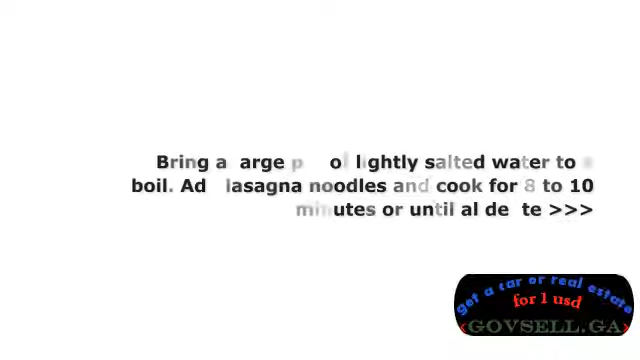 Bring a arge p of lightly salted water to a
boil. Ad lasagna noodles and cook for 8 to 10
minutes or until al de te >>>
get a car or real estate
for 1 usd
<GOVSELL.GA>